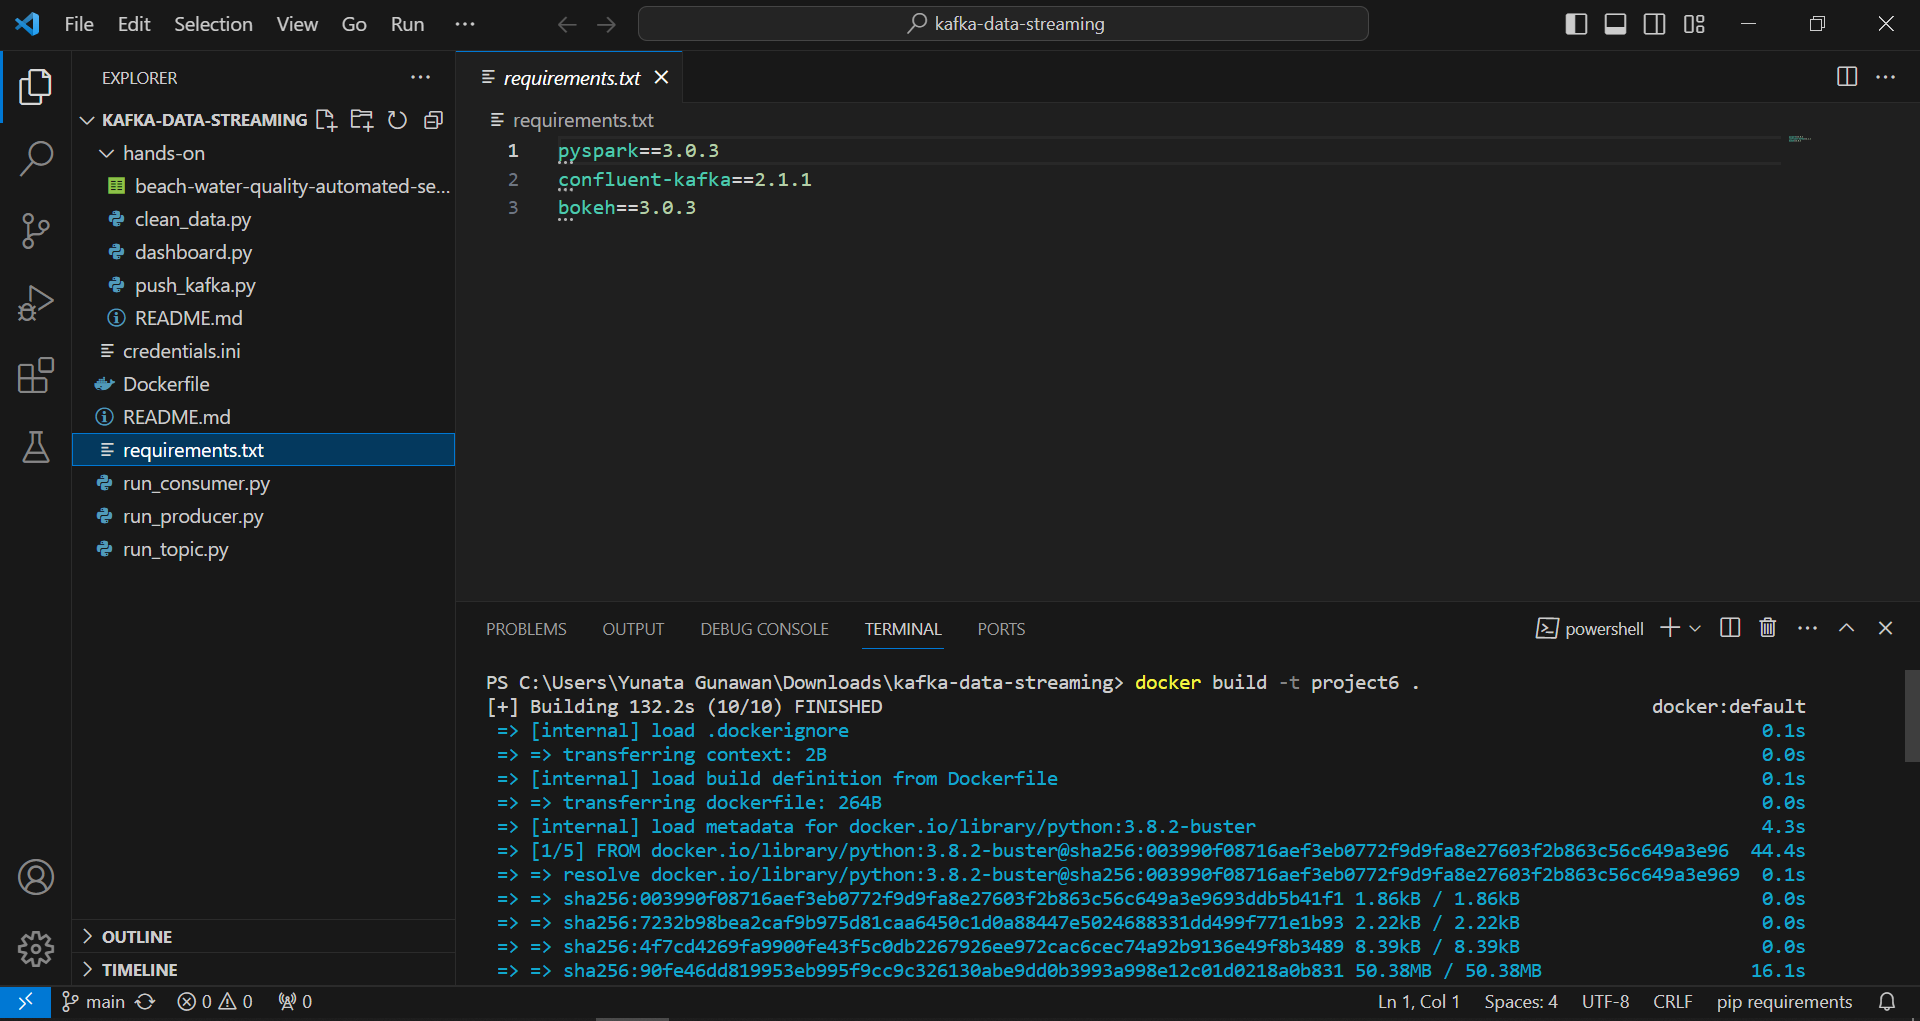 File Edit Selection View Go Run ··· kafka-data-streaming
EXPLORER
KAFKA-DATA-STREAMING
hands-on
beach-water-quality-automated-se...
clean_data.py
dashboard.py
push_kafka.py
README.md
credentials.ini
Dockerfile
README.md
requirements.txt
run_consumer.py
run_producer.py
run_topic.py
OUTLINE
TIMELINE
requirements.txt
requirements.txt
1 pyspark==3.0.3
2 confluent-kafka==2.1.1
3 bokeh==3.0.3
PROBLEMS OUTPUT DEBUG CONSOLE TERMINAL PORTS powershell
PS C:\Users\Yunata Gunawan\Downloads\kafka-data-streaming> docker build -t project6 .
[+] Building 132.2s (10/10) FINISHED docker:default
=> [internal] load .dockerignore 0.1s
=> => transferring context: 2B 0.0s
=> [internal] load build definition from Dockerfile 0.1s
=> => transferring dockerfile: 264B 0.0s
=> [internal] load metadata for docker.io/library/python:3.8.2-buster 4.3s
=> [1/5] FROM docker.io/library/python:3.8.2-buster@sha256:003990f08716aef3eb0772f9d9fa8e27603f2b863c56c649a3e96 44.4s
=> => resolve docker.io/library/python:3.8.2-buster@sha256:003990f08716aef3eb0772f9d9fa8e27603f2b863c56c649a3e969 0.1s
=> => sha256:003990f08716aef3eb0772f9d9fa8e27603f2b863c56c649a3e9693ddb5b41f1 1.86kB / 1.86kB 0.0s
=> => sha256:7232b98bea2caf9b975d81caa6450c1d0a88447e5024688331dd499f771e1b93 2.22kB / 2.22kB 0.0s
=> => sha256:4f7cd4269fa9900fe43f5c0db2267926ee972cac6cec74a92b9136e49f8b3489 8.39kB / 8.39kB 0.0s
=> => sha256:90fe46dd819953eb995f9cc9c326130abe9dd0b3993a998e12c01d0218a0b831 50.38MB / 50.38MB 16.1s
main 0 0 0 Ln 1, Col 1 Spaces: 4 UTF-8 CRLF pip requirements